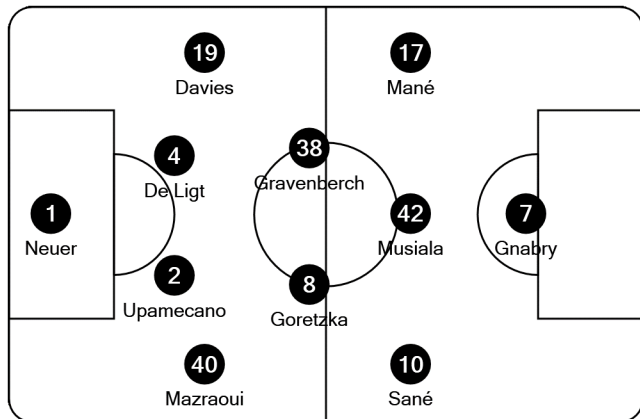 19
Davies
17
Mané
4
De Ligt
38
Gravenberch
1
Neuer
42
Musiala
7
Gnabry
2
Upamecano
8
Goretzka
40
Mazraoui
10
Sané